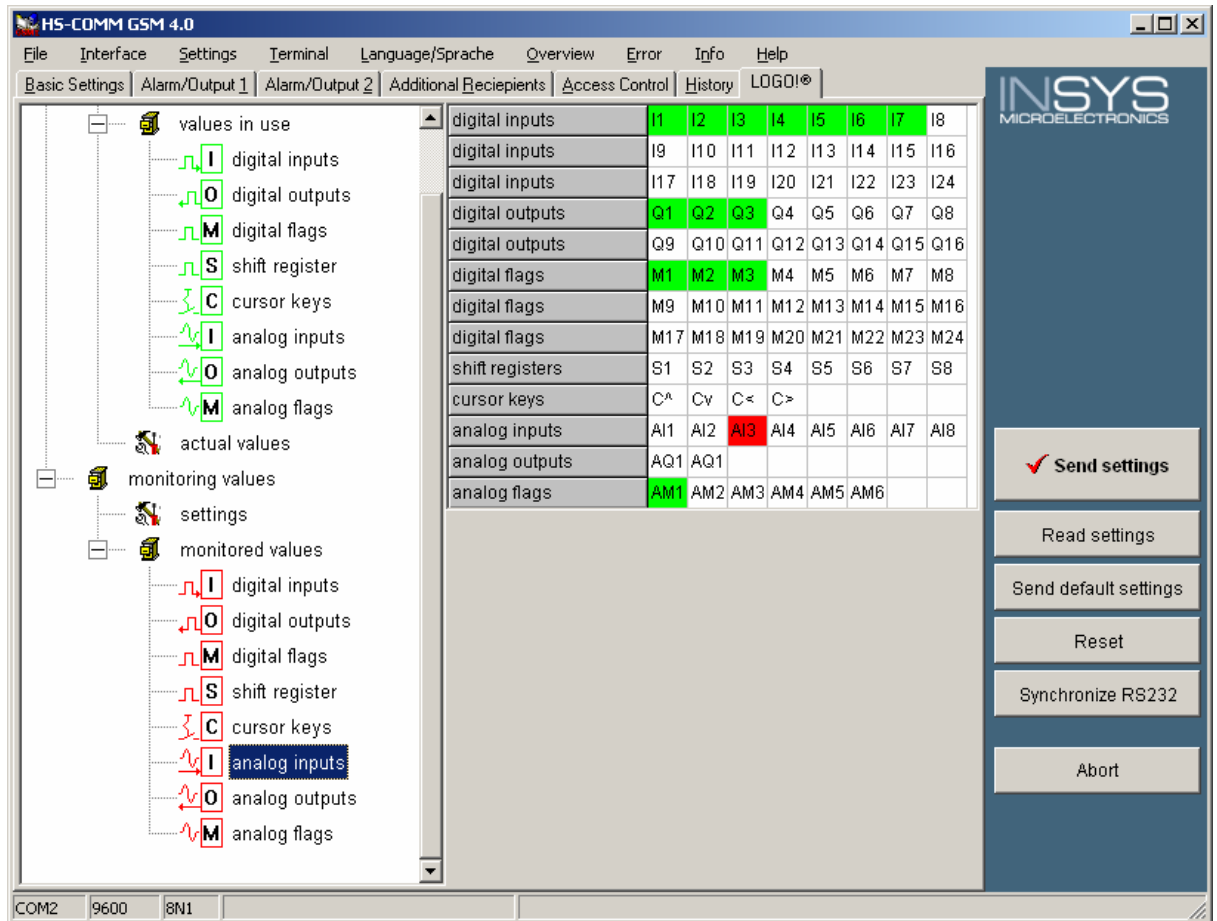 HS-COMM GSM 4.0
File Interface Settings Terminal Language/Sprache Overview Error Info Help
Basic Settings Alarm/Output 1 Alarm/Output 2 Additional Reciepients Access Control History LOGO!®
values in use
I digital inputs
O digital outputs
M digital flags
S shift register
C cursor keys
I analog inputs
O analog outputs
M analog flags
actual values
monitoring values
settings
monitored values
I digital inputs
O digital outputs
M digital flags
S shift register
C cursor keys
I analog inputs
O analog outputs
M analog flags
digital inputs I1 I2 I3 I4 I5 I6 I7 I8
digital inputs I9 I10 I11 I12 I13 I14 I15 I16
digital inputs I17 I18 I19 I20 I21 I22 I23 I24
digital outputs Q1 Q2 Q3 Q4 Q5 Q6 Q7 Q8
digital outputs Q9 Q10 Q11 Q12 Q13 Q14 Q15 Q16
digital flags M1 M2 M3 M4 M5 M6 M7 M8
digital flags M9 M10 M11 M12 M13 M14 M15 M16
digital flags M17 M18 M19 M20 M21 M22 M23 M24
shift registers S1 S2 S3 S4 S5 S6 S7 S8
cursor keys C^ Cv C< C>
analog inputs AI1 AI2 AI3 AI4 AI5 AI6 AI7 AI8
analog outputs AQ1 AQ1
analog flags AM1 AM2 AM3 AM4 AM5 AM6
INSYS
MICROELECTRONICS
Send settings
Read settings
Send default settings
Reset
Synchronize RS232
Abort
COM2 9600 8N1